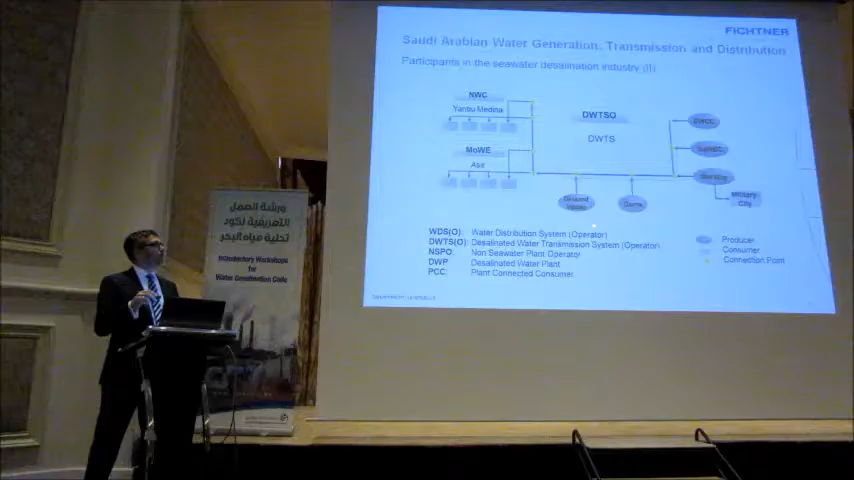 FICHTNER
Saudi Arabian Water Generation, Transmission and Distribution
Participants in the seawater desalination industry (II)
NWC
Yanbu Medina
MoWE
Asir
DWTSO
DWTS
SWCC
Ground
Water
Dams
Military
City
WDS(O): Water Distribution System (Operator)
DWTS(O): Desalinated Water Transmission System (Operator)
NSPO: Non Seawater Plant Operator
DWP Desalinated Water Plant
PCC: Plant Connected Consumer
Producer
Consumer
Connection Point
ورشة العمل
التعريفية لكود
تحلية مياه البحر
Introductory Workshops
for
Water Desalination Code